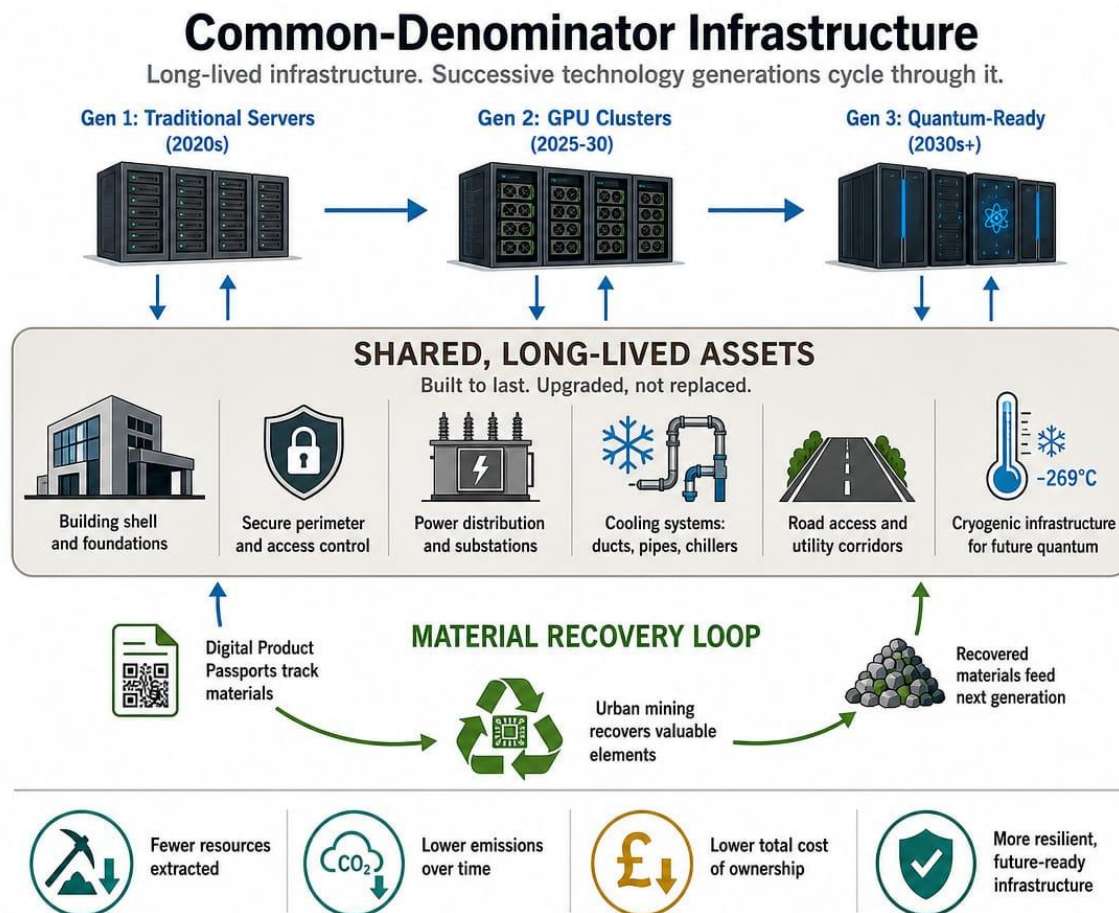 Common-Denominator Infrastructure
Long-lived infrastructure. Successive technology generations cycle through it.
Gen 1: Traditional Servers
(2020s)
Gen 2: GPU Clusters
(2025-30)
Gen 3: Quantum-Ready
(2030s+)
SHARED, LONG-LIVED ASSETS
Built to last. Upgraded, not replaced.
Building shell
and foundations
Secure perimeter
and access control
Power distribution
and substations
Cooling systems:
ducts, pipes, chillers
Road access and
utility corridors
-269°C
Cryogenic infrastructure
for future quantum
Digital Product
Passports track
materials
MATERIAL RECOVERY LOOP
Urban mining
recovers valuable
elements
Recovered
materials feed
next generation
Fewer resources
extracted
CO₂
Lower emissions
over time
£
Lower total cost
of ownership
More resilient,
future-ready
infrastructure